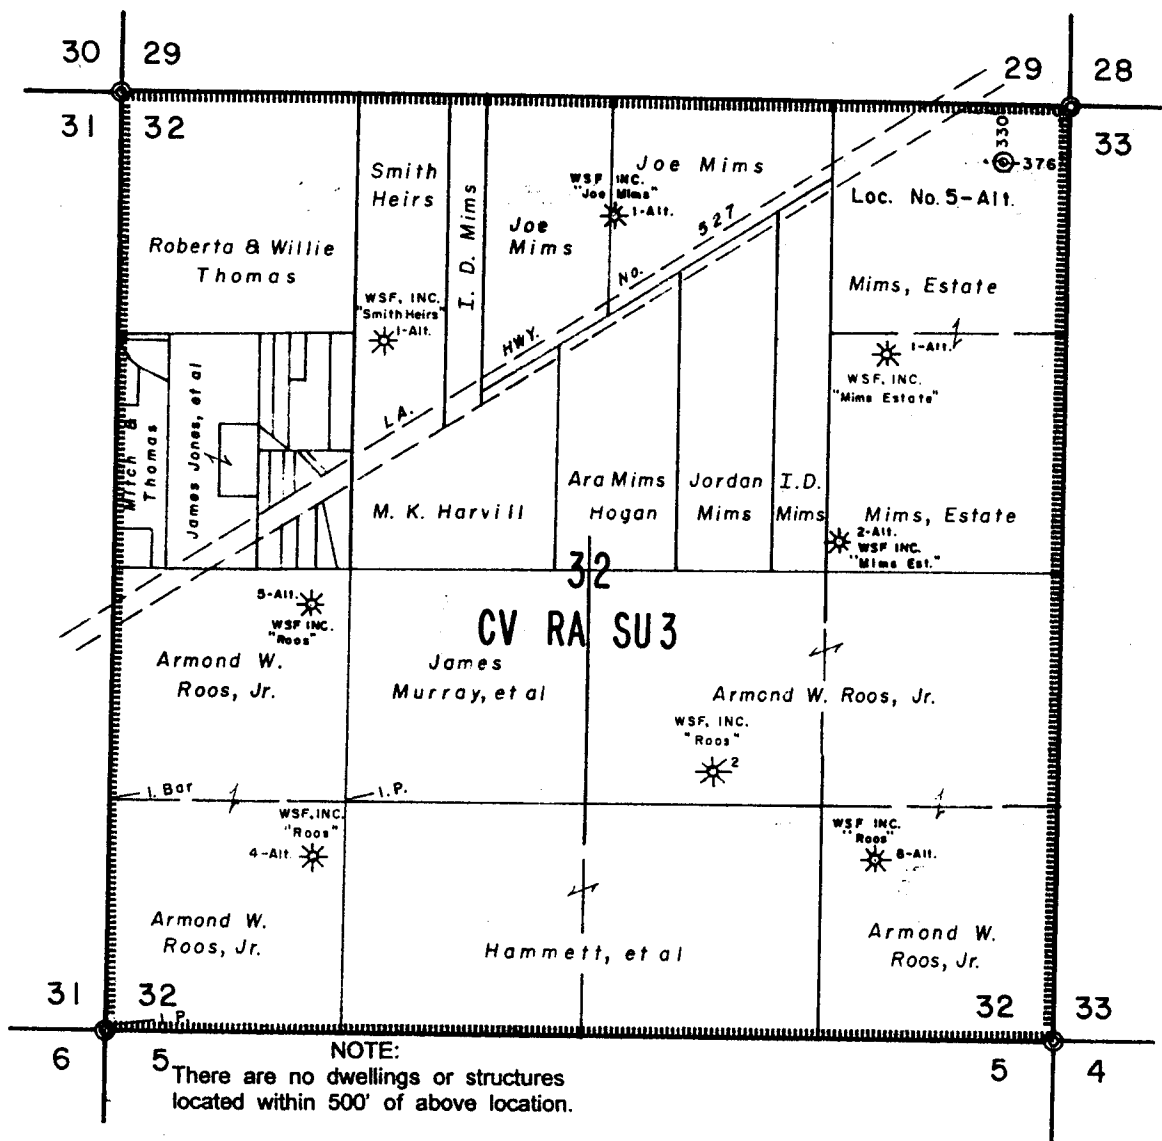 30 29
29 28
31 32
33
330
376
Loc. No. 5-Alt.
Smith
Heirs
I. D. Mims
WSF INC.
"Joe Mims"
1-Alt.
Joe Mims
Joe
Mims
Roberta & Willie
Thomas
LA. HWY. No. 527
Mims, Estate
WSF, INC.
"Smith Heirs"
1-Alt.
1-Alt.
WSF, INC.
"Mims Estate"
Mitch &
Thomas
James Jones, et al
M. K. Harvill
Ara Mims
Hogan
Jordan
Mims
I.D.
Mims
Mims, Estate
2-Alt.
WSF INC.
"Mims Est."
32
CV RA SU3
5-Alt.
WSF INC.
"Roos"
Armond W.
Roos, Jr.
James
Murray, et al
Armond W. Roos, Jr.
WSF, INC.
"Roos"
2
I. Bar
I.P.
WSF, INC.
"Roos"
4-Alt.
WSF INC.
"Roos"
Armond W.
Roos, Jr.
Hammett, et al
Armond W.
Roos, Jr.
31 32
I.P.
32 33
6 5
5 4
NOTE:
There are no dwellings or structures
located within 500' of above location.